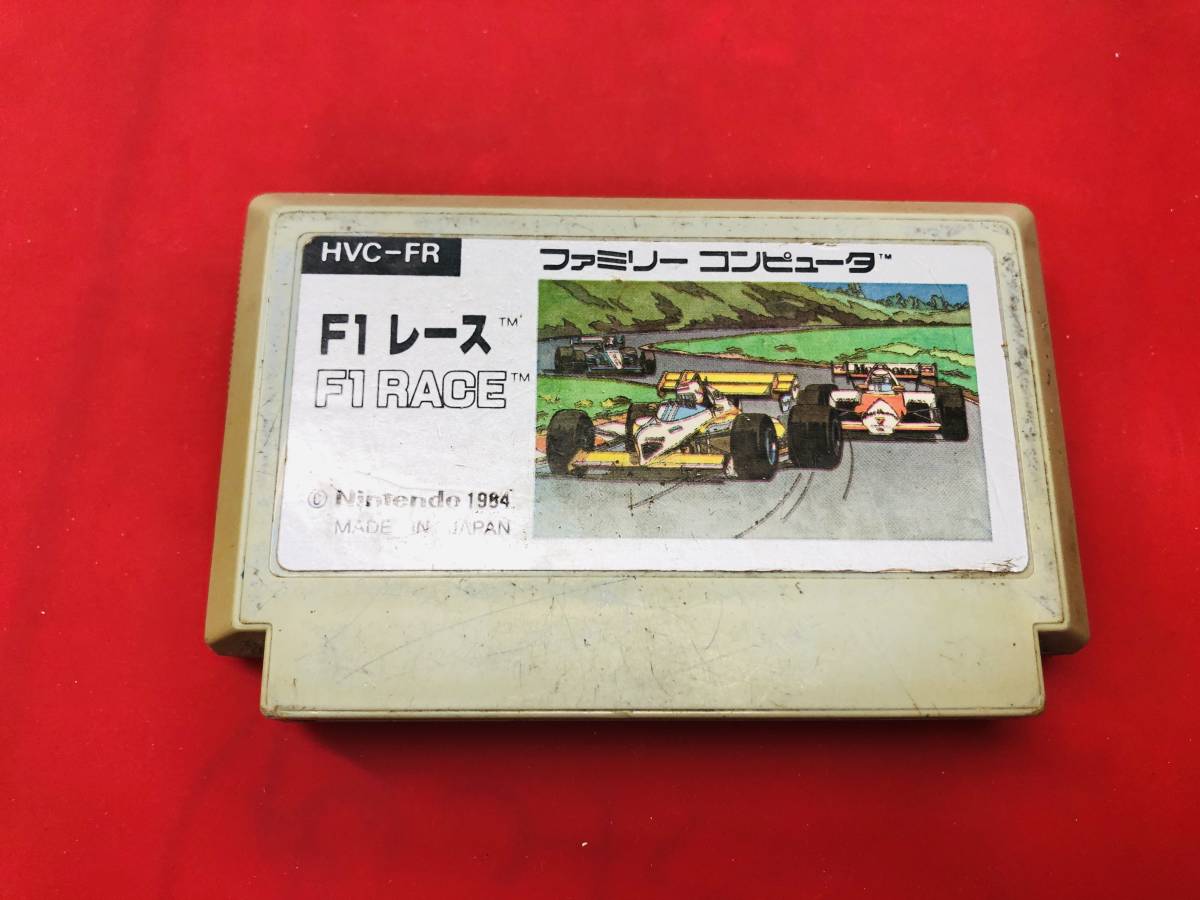 HVC-FR
ファミリー コンピュータ™
F1 レース™
F1 RACE™
© Nintendo 1984
MADE IN JAPAN
Marlboro